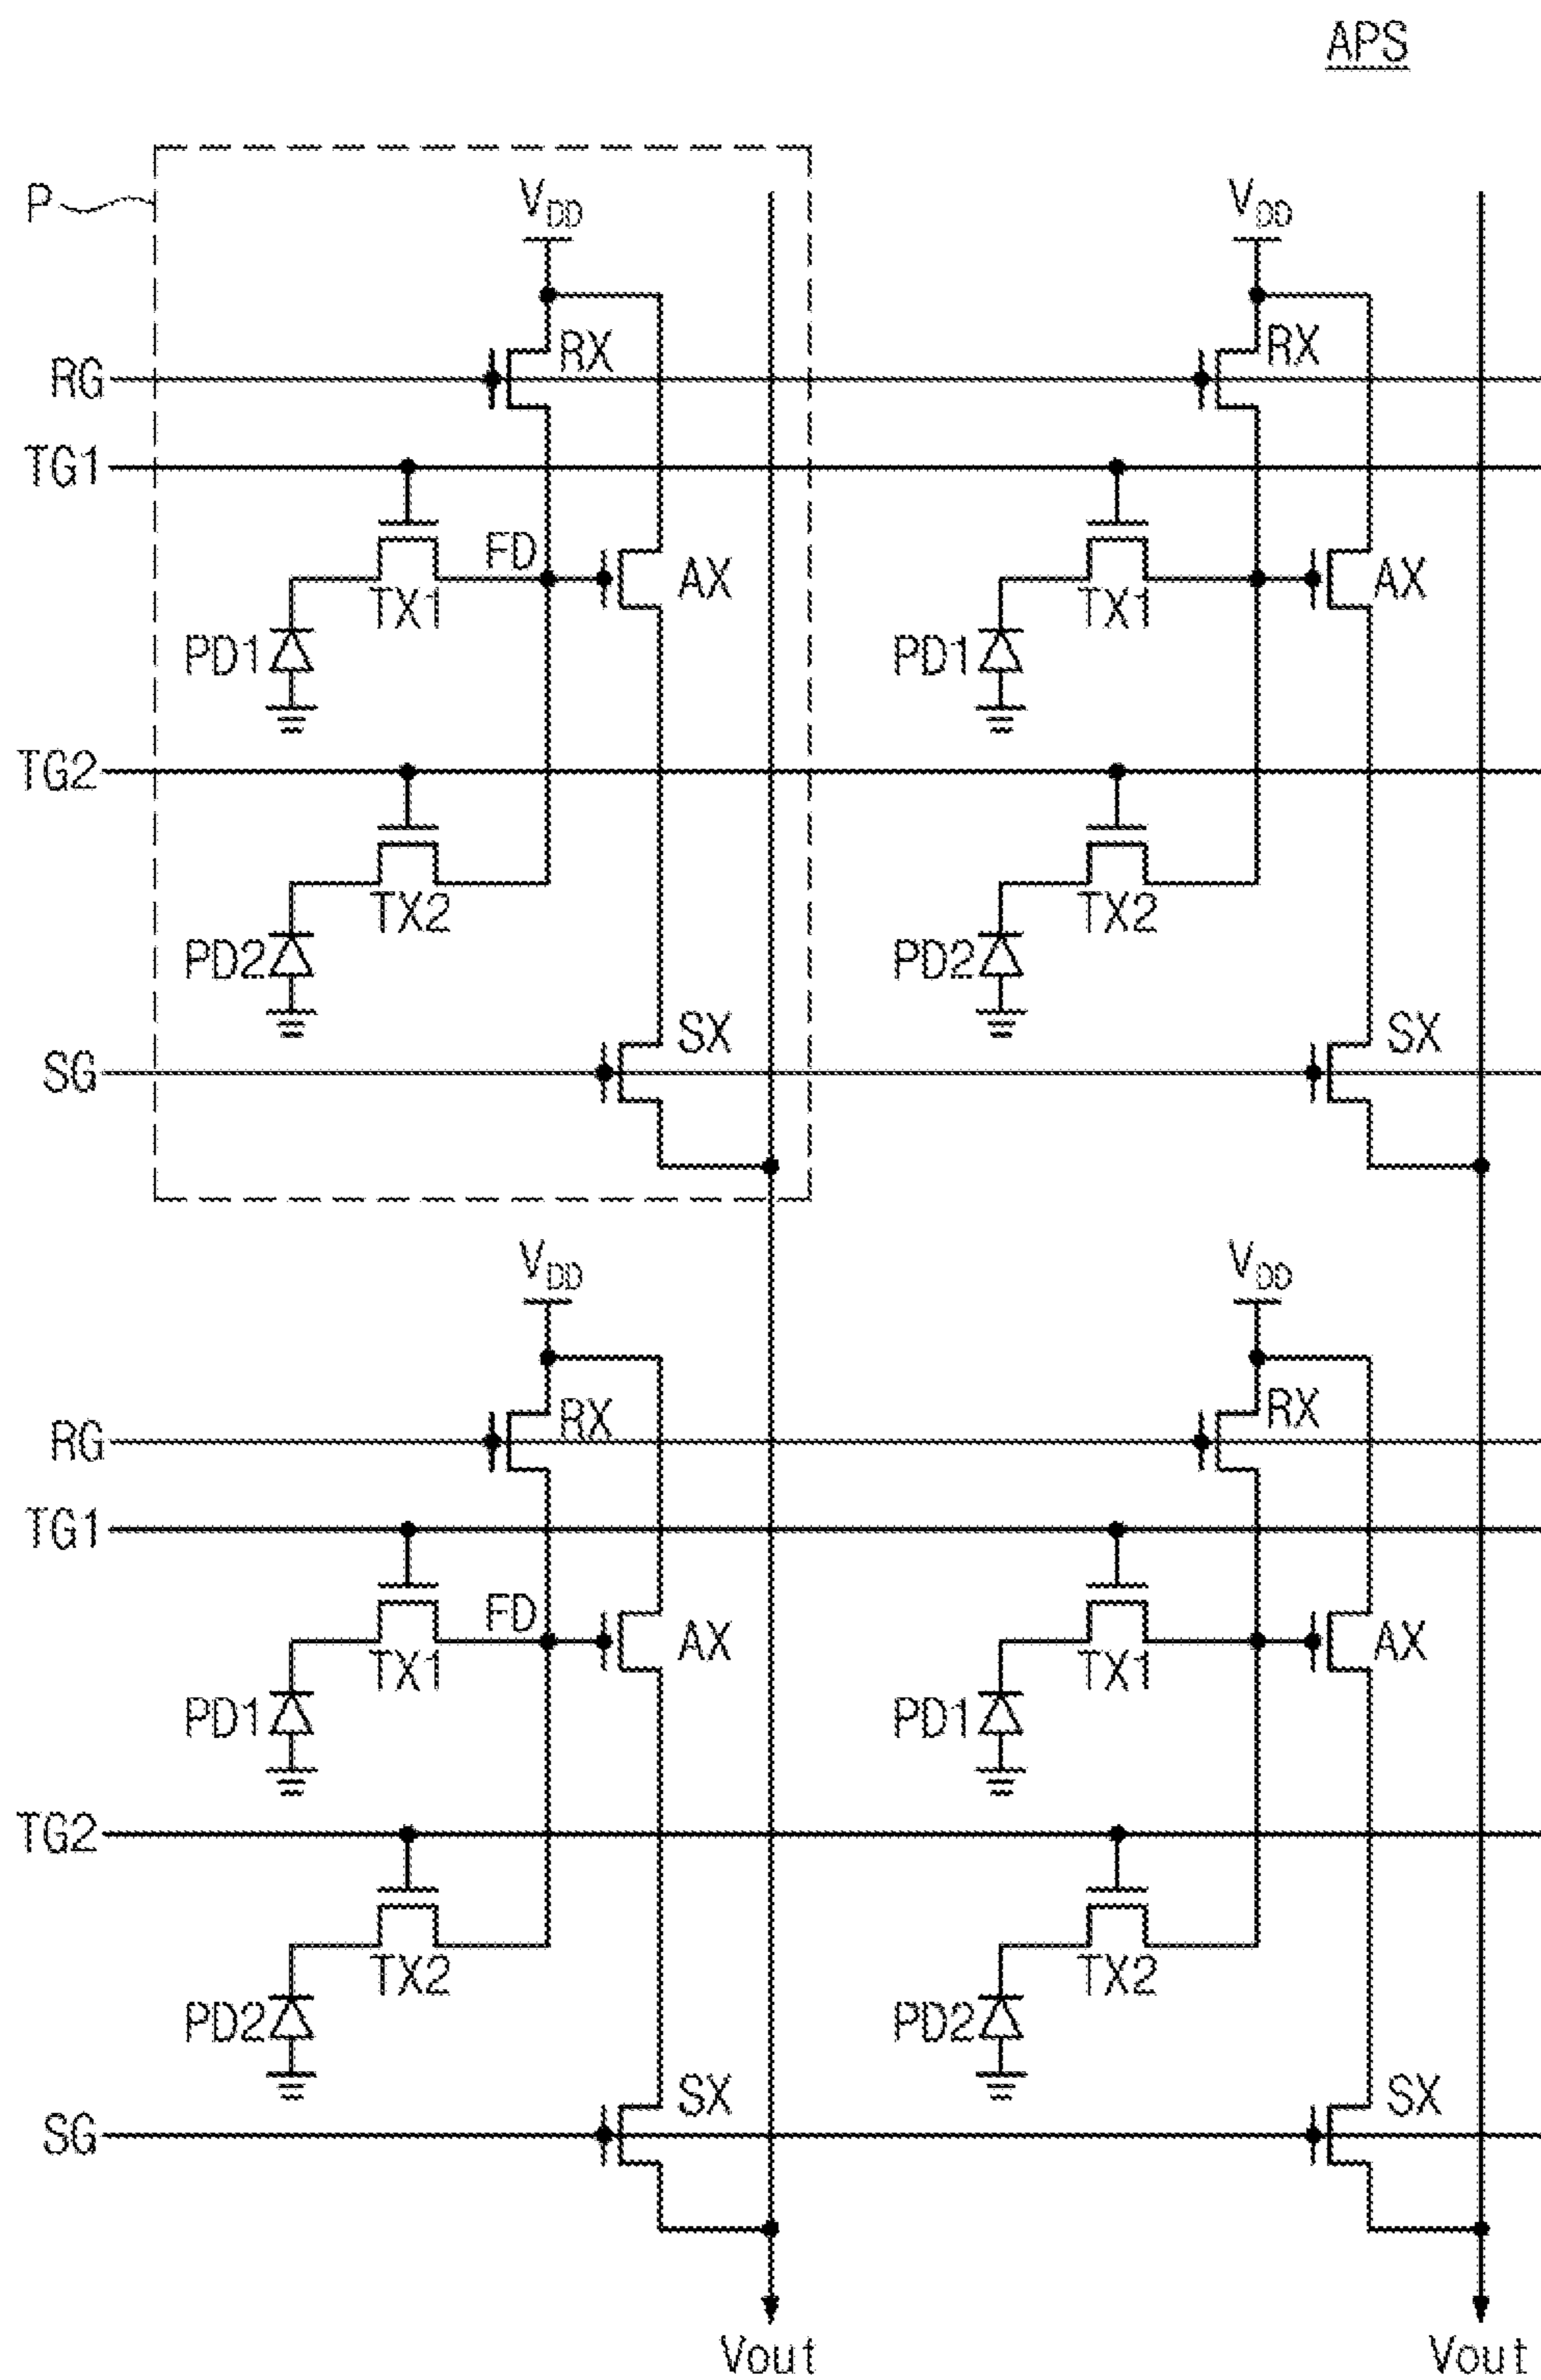 APS
P
VDD VDD
RX RX
RG
TG1
FD AX AX
TX1 TX1
PD1 PD1
TG2
TX2 TX2
PD2 PD2
SX SX
SG
VDD VDD
RX RX
RG
TG1
FD AX AX
TX1 TX1
PD1 PD1
TG2
TX2 TX2
PD2 PD2
SX SX
SG
Vout Vout